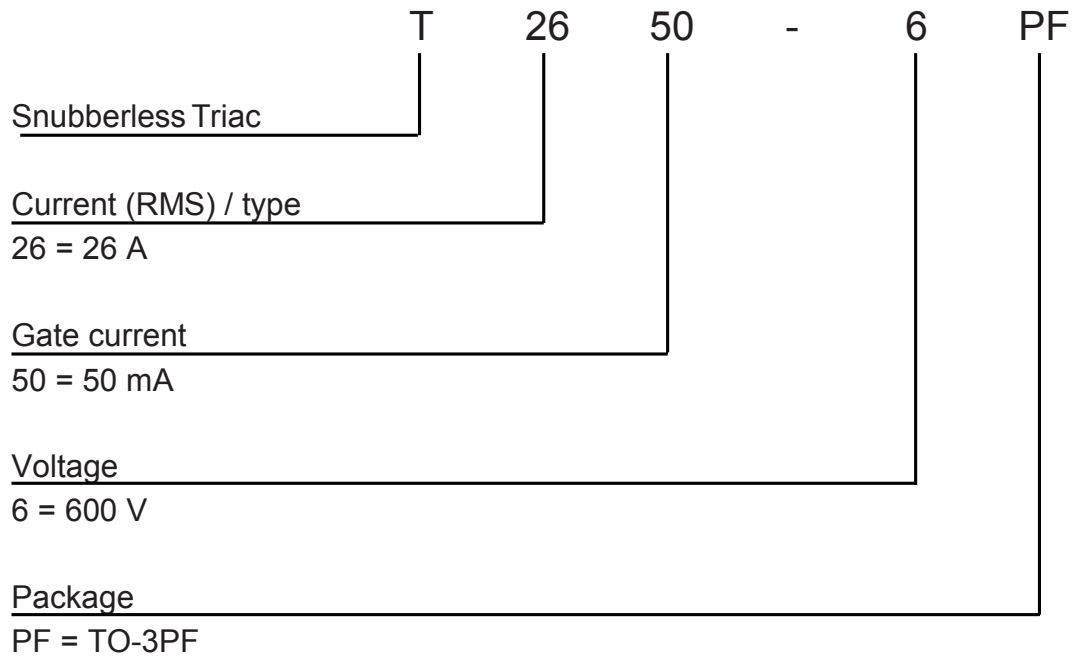 T 26 50 - 6 PF
Snubberless Triac
Current (RMS) / type
26 = 26 A
Gate current
50 = 50 mA
Voltage
6 = 600 V
Package
PF = TO-3PF